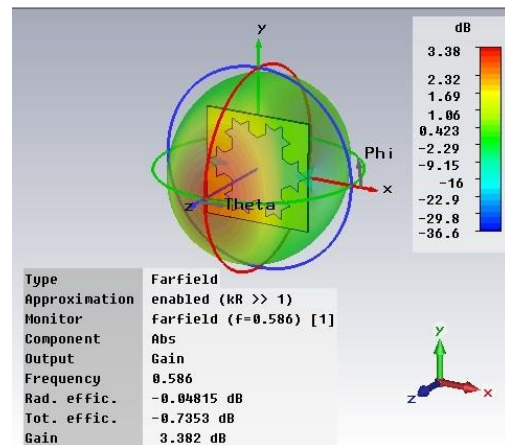 y
dB
3.38
2.32
1.69
1.06
0.423
-2.29
-9.15
-16
-22.9
-29.8
-36.6
Phi
x
z
Theta
Type Farfield
Approximation enabled (kR >> 1)
Monitor farfield (f=0.586) [1]
Component Abs
Output Gain
Frequency 0.586
Rad. effic. -0.04815 dB
Tot. effic. -0.7353 dB
Gain 3.382 dB
y
z
x